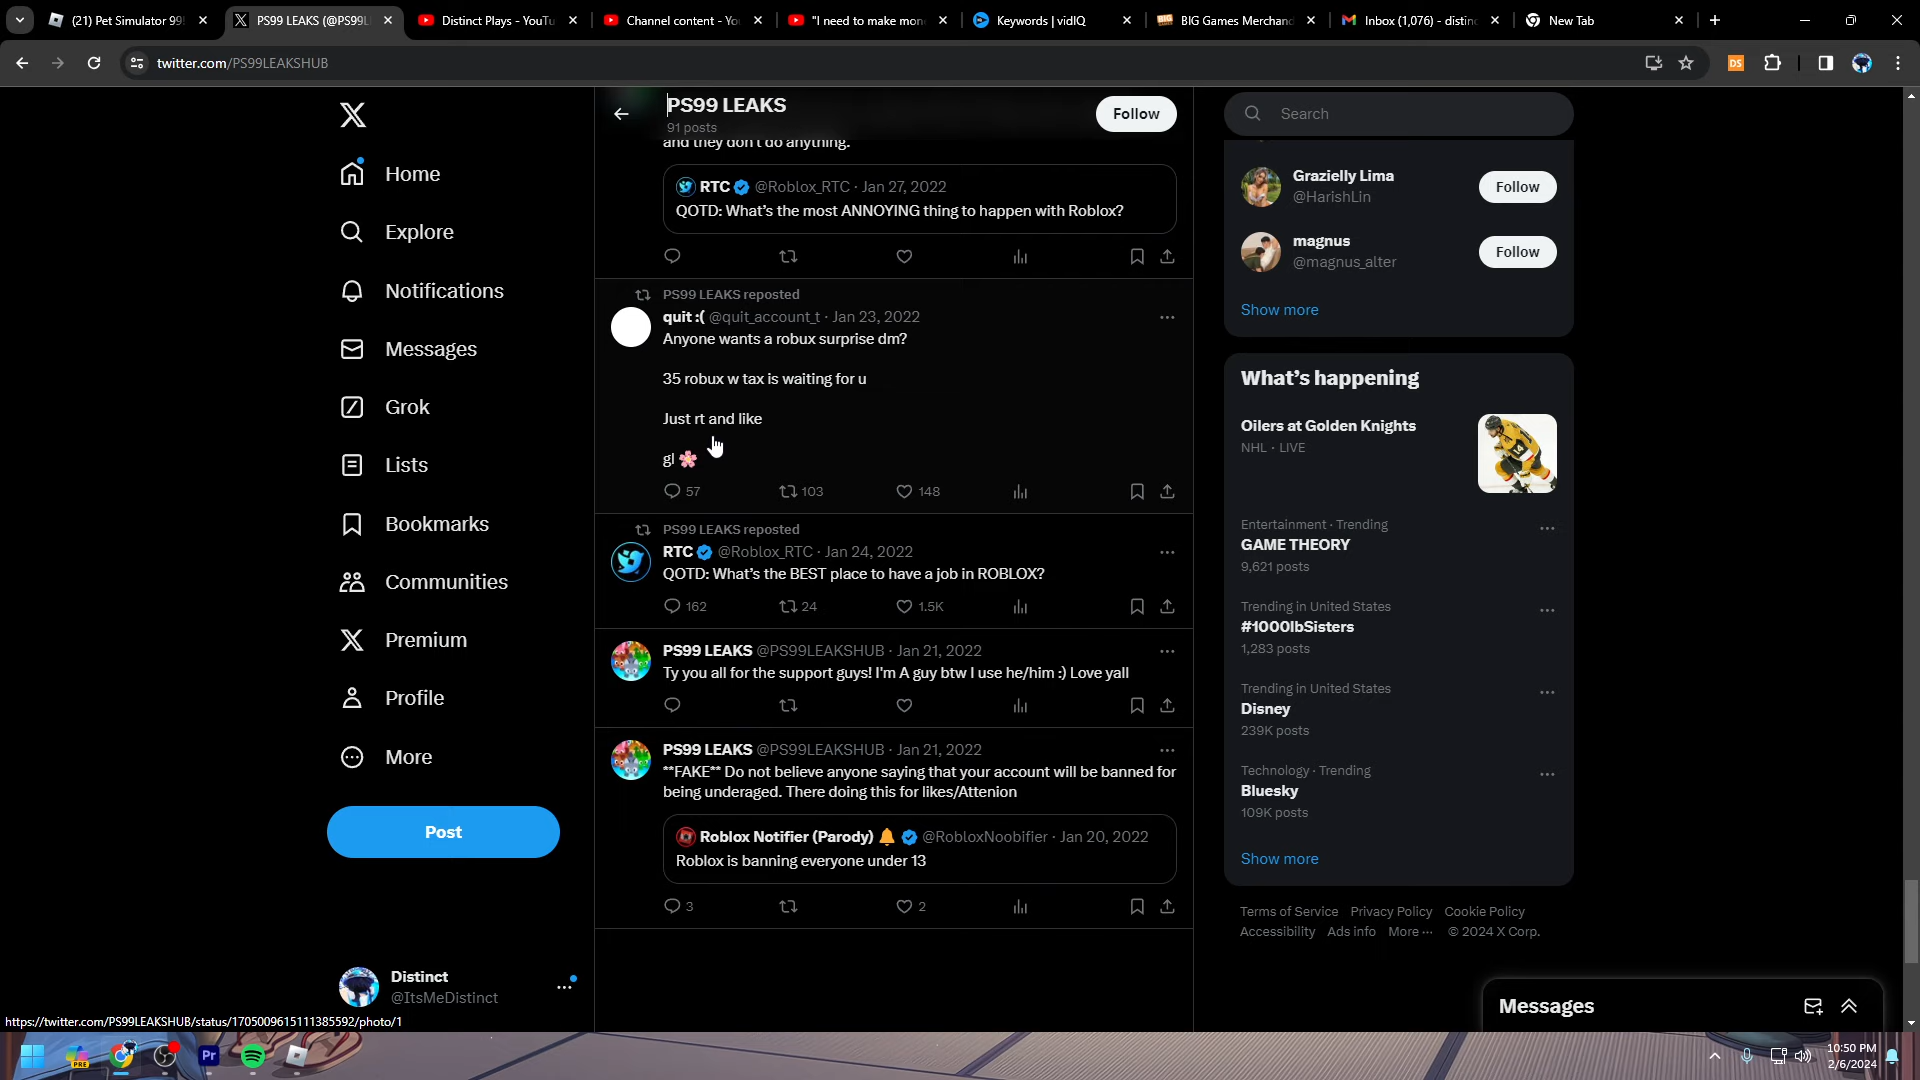 (21) Pet Simulator 99!
PS99 LEAKS (@PS99L
Distinct Plays - YouTu
Channel content - Yo
"I need to make mon
Keywords | vidIQ
BIG Games Merchan
Inbox (1,076) - distin
New Tab
twitter.com/PS99LEAKSHUB
DS
PS99 LEAKS
91 posts
Follow
Home
Explore
Notifications
Messages
Grok
Lists
Bookmarks
Communities
Premium
Profile
More
Post
Distinct
@ItsMeDistinct
and they don't do anything.
RTC @Roblox_RTC · Jan 27, 2022
QOTD: What's the most ANNOYING thing to happen with Roblox?
PS99 LEAKS reposted
quit :( @quit_account_t · Jan 23, 2022
Anyone wants a robux surprise dm?
35 robux w tax is waiting for u
Just rt and like
gl 🌸
57 103 148
PS99 LEAKS reposted
RTC @Roblox_RTC · Jan 24, 2022
QOTD: What's the BEST place to have a job in ROBLOX?
162 24 1.5K
PS99 LEAKS @PS99LEAKSHUB · Jan 21, 2022
Ty you all for the support guys! I'm A guy btw I use he/him :) Love yall
PS99 LEAKS @PS99LEAKSHUB · Jan 21, 2022
**FAKE** Do not believe anyone saying that your account will be banned for
being underaged. There doing this for likes/Attenion
Roblox Notifier (Parody) 🔔 @RobloxNoobifier · Jan 20, 2022
Roblox is banning everyone under 13
3 2
Search
Grazielly Lima
@HarishLin
Follow
magnus
@magnus_alter
Follow
Show more
What's happening
Oilers at Golden Knights
NHL · LIVE
Entertainment · Trending
GAME THEORY
9,621 posts
Trending in United States
#1000lbSisters
1,283 posts
Trending in United States
Disney
239K posts
Technology · Trending
Bluesky
109K posts
Show more
Terms of Service Privacy Policy Cookie Policy
Accessibility Ads info More ··· © 2024 X Corp.
Messages
https://twitter.com/PS99LEAKSHUB/status/1705009615111385592/photo/1
PRE
Pr
10:50 PM
2/6/2024